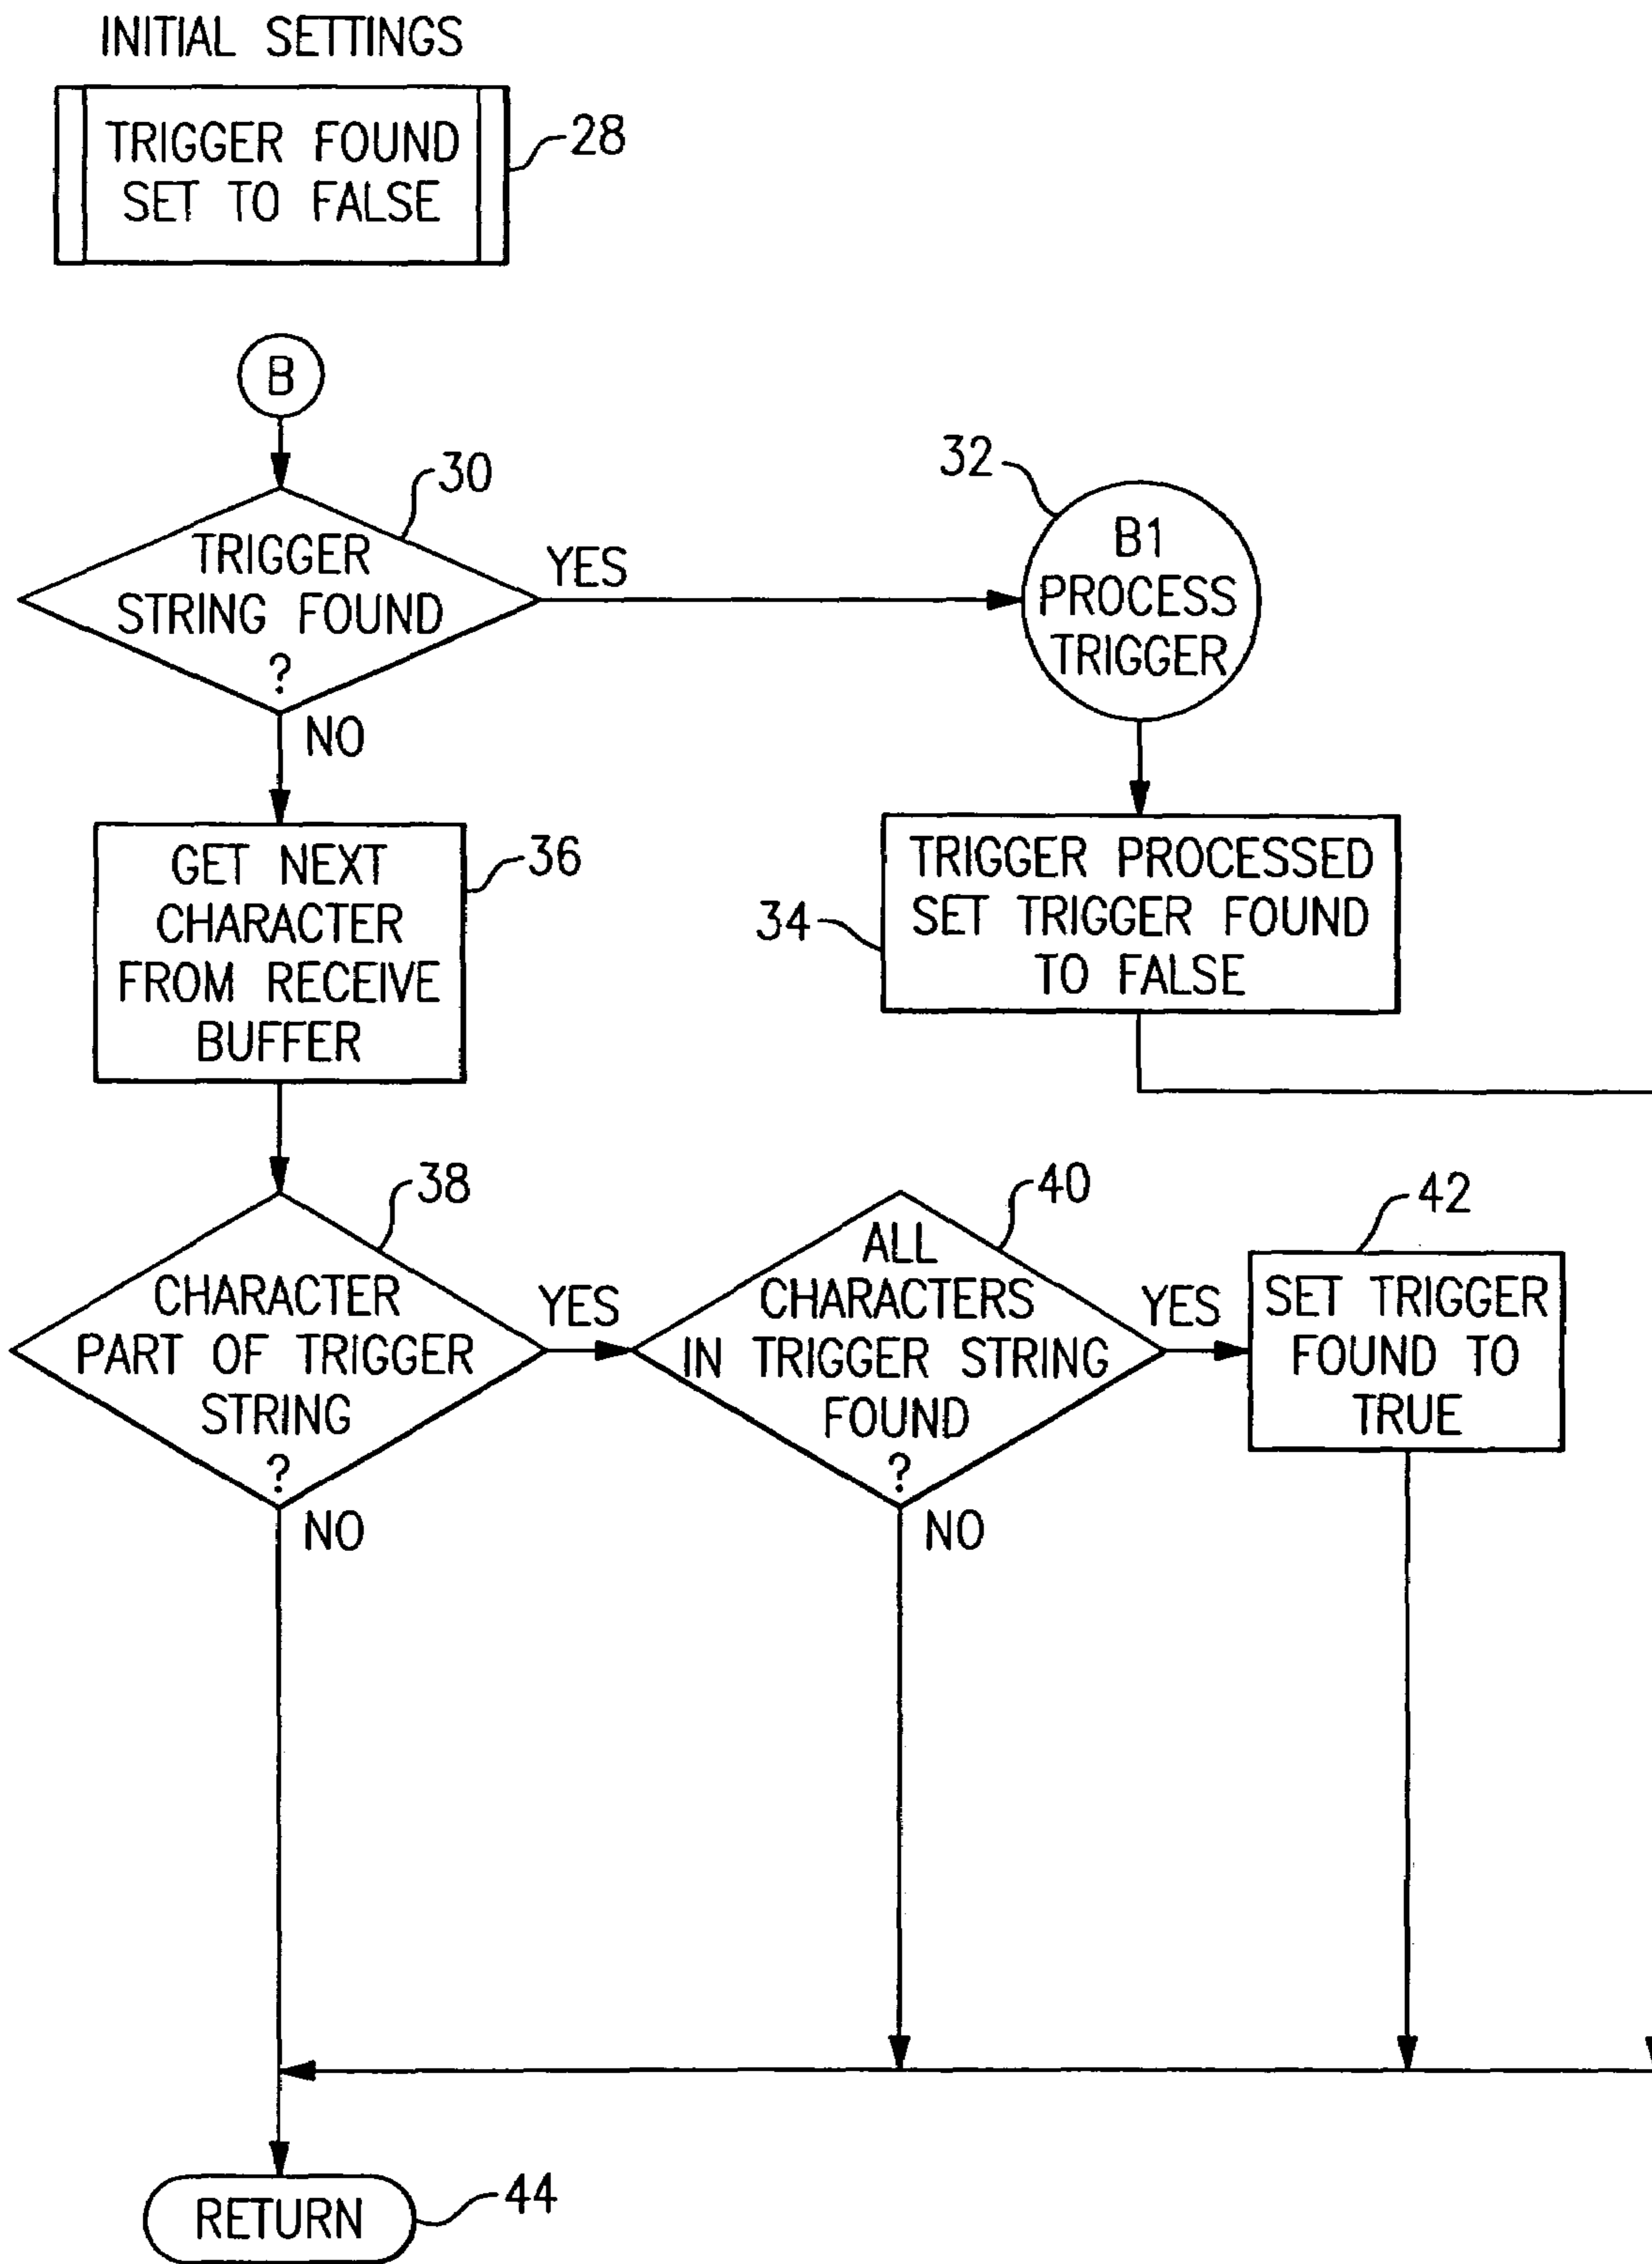 INITIAL SETTINGS
TRIGGER FOUND
SET TO FALSE
28
B
30
TRIGGER
STRING FOUND
?
YES
NO
32
B1
PROCESS
TRIGGER
34
TRIGGER PROCESSED
SET TRIGGER FOUND
TO FALSE
36
GET NEXT
CHARACTER
FROM RECEIVE
BUFFER
38
CHARACTER
PART OF TRIGGER
STRING
?
YES
NO
40
ALL
CHARACTERS
IN TRIGGER STRING
FOUND
?
YES
NO
42
SET TRIGGER
FOUND TO
TRUE
RETURN
44